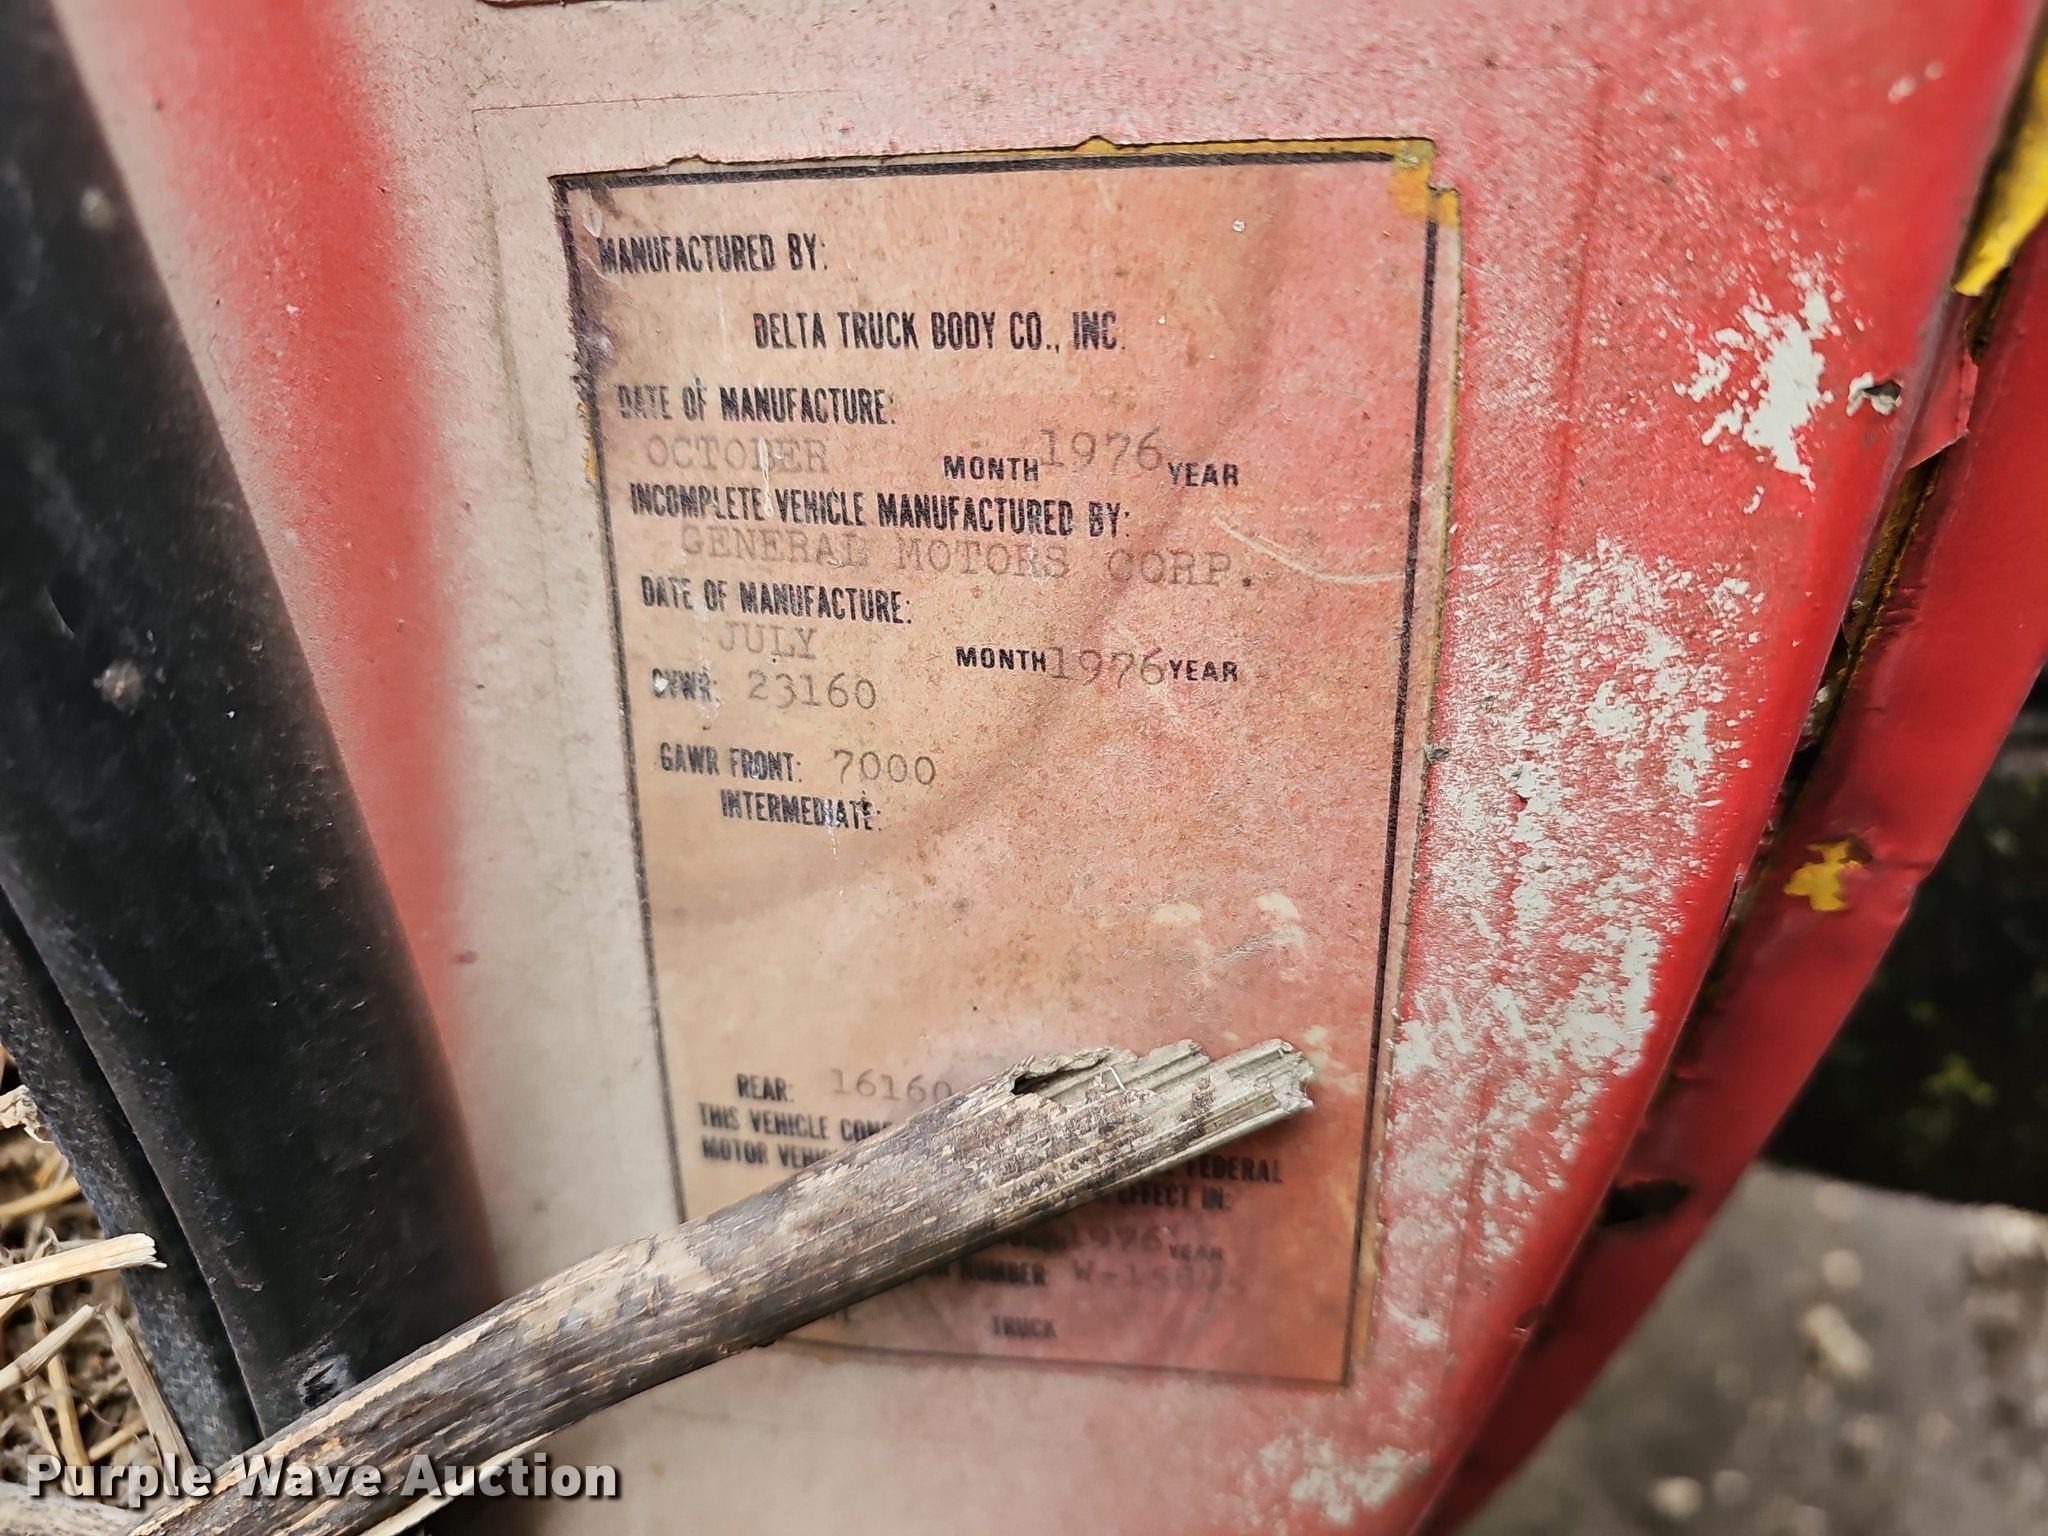 MANUFACTURED BY:
DELTA TRUCK BODY CO., INC.
DATE OF MANUFACTURE:
OCTOBER MONTH 1976 YEAR
INCOMPLETE VEHICLE MANUFACTURED BY:
GENERAL MOTORS CORP.
DATE OF MANUFACTURE:
JULY MONTH 1976 YEAR
GVWR: 23160
GAWR FRONT: 7000
INTERMEDIATE:
REAR: 16160
THIS VEHICLE
MOTOR FEDERAL
EFFECT IN:
1976 YEAR
NUMBER
TRUCK
Purple Wave Auction